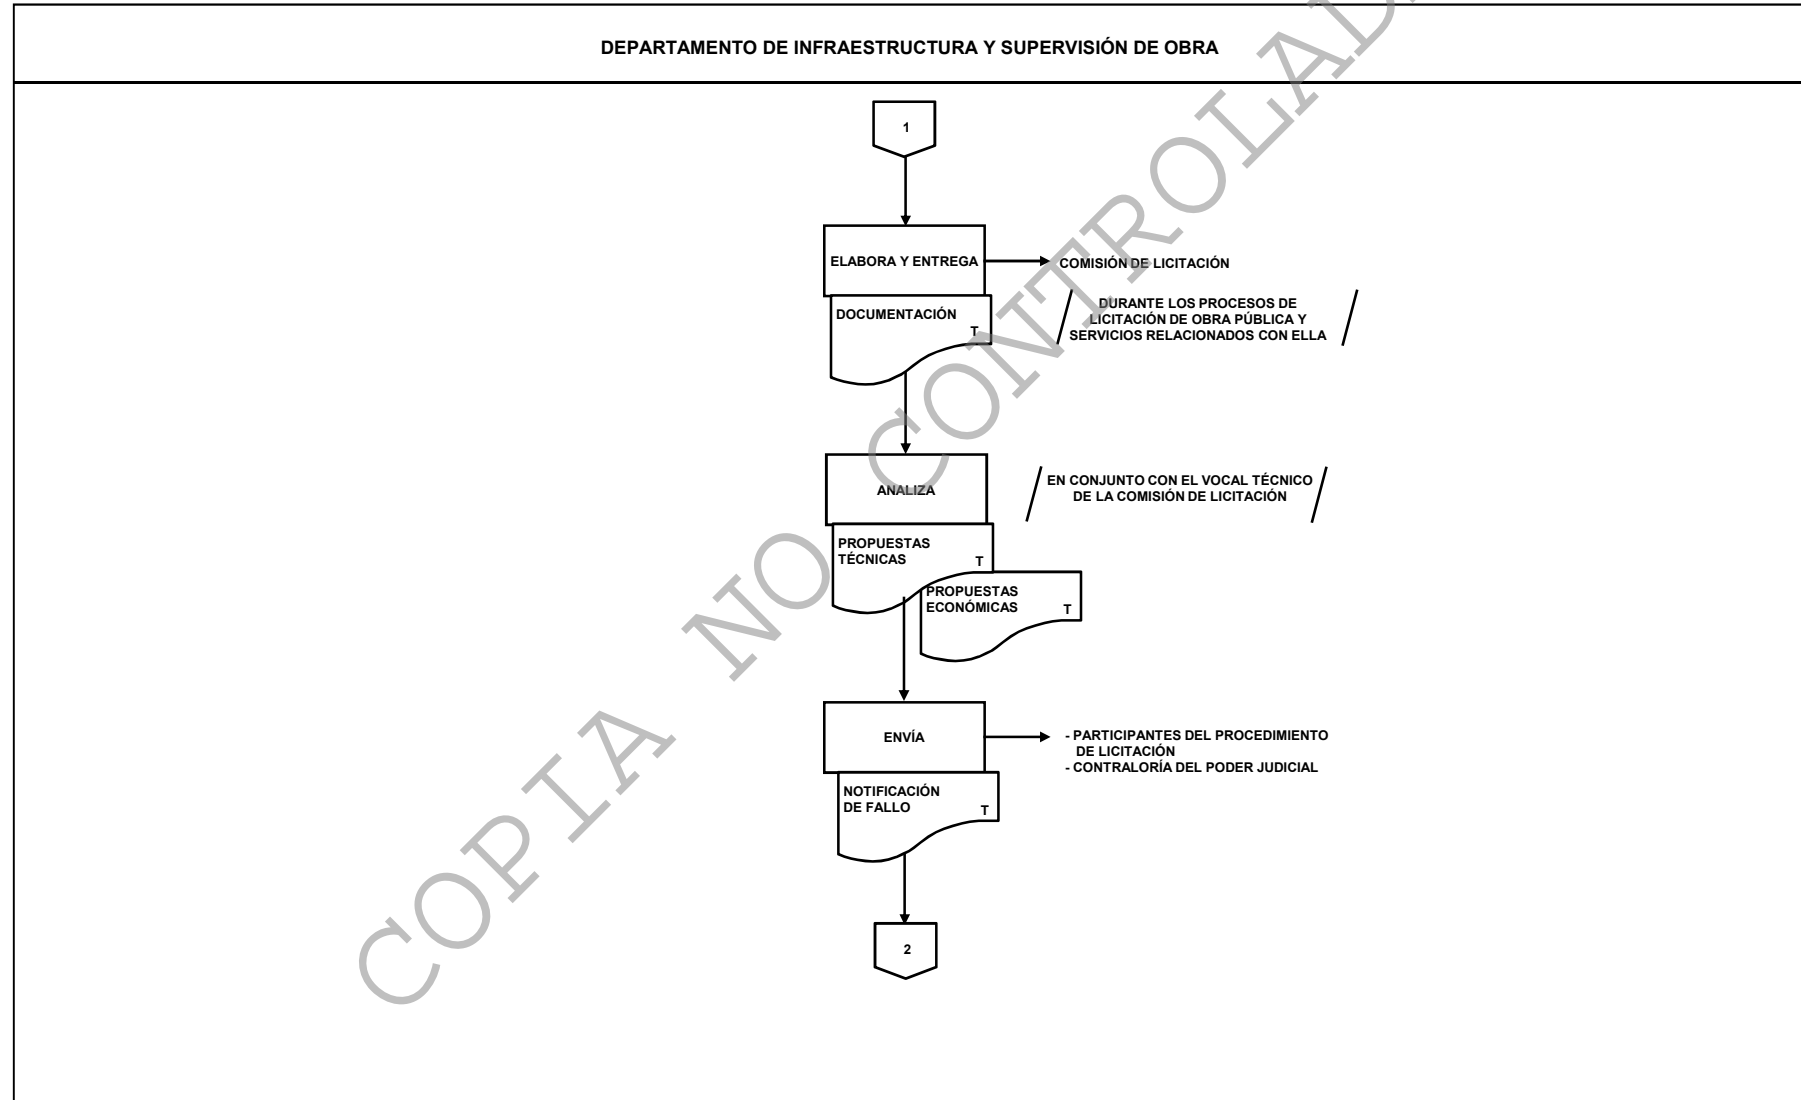 DEPARTAMENTO DE INFRAESTRUCTURA Y SUPERVISIÓN DE OBRA
1
ELABORA Y ENTREGA
COMISIÓN DE LICITACIÓN
DOCUMENTACIÓN
T
DURANTE LOS PROCESOS DE
LICITACIÓN DE OBRA PÚBLICA Y
SERVICIOS RELACIONADOS CON ELLA
ANALIZA
EN CONJUNTO CON EL VOCAL TÉCNICO
DE LA COMISIÓN DE LICITACIÓN
PROPUESTAS
TÉCNICAS
T
PROPUESTAS
ECONÓMICAS
T
ENVÍA
- PARTICIPANTES DEL PROCEDIMIENTO
DE LICITACIÓN
- CONTRALORÍA DEL PODER JUDICIAL
NOTIFICACIÓN
DE FALLO
T
2
COPIA NO CONTROLAD